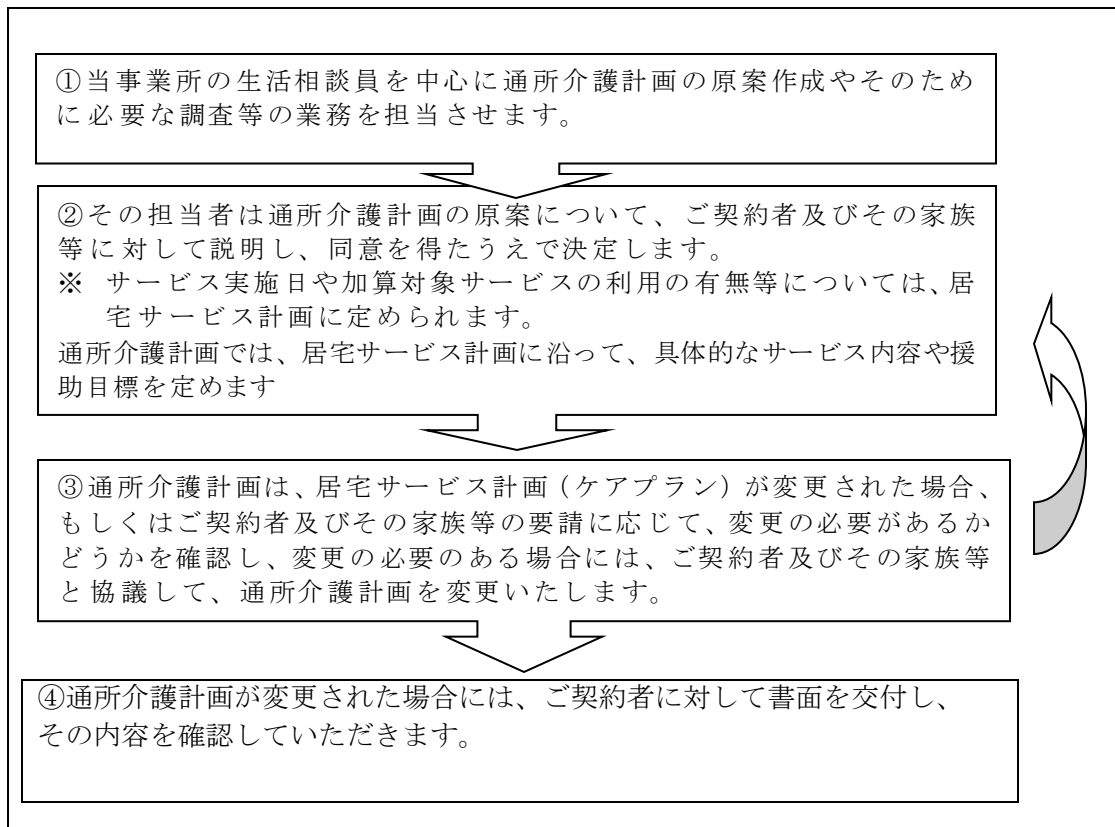 ①当事業所の生活相談員を中心に通所介護計画の原案作成やそのため
に必要な調査等の業務を担当させます。
②その担当者は通所介護計画の原案について、ご契約者及びその家族
等に対して説明し、同意を得たうえで決定します。
※ サービス実施日や加算対象サービスの利用の有無等については、居
宅サービス計画に定められます。
通所介護計画では、居宅サービス計画に沿って、具体的なサービス内容や援
助目標を定めます
③通所介護計画は、居宅サービス計画（ケアプラン）が変更された場合、
もしくはご契約者及びその家族等の要請に応じて、変更の必要があるか
どうかを確認し、変更の必要のある場合には、ご契約者及びその家族等
と協議して、通所介護計画を変更いたします。
④通所介護計画が変更された場合には、ご契約者に対して書面を交付し、
その内容を確認していただきます。